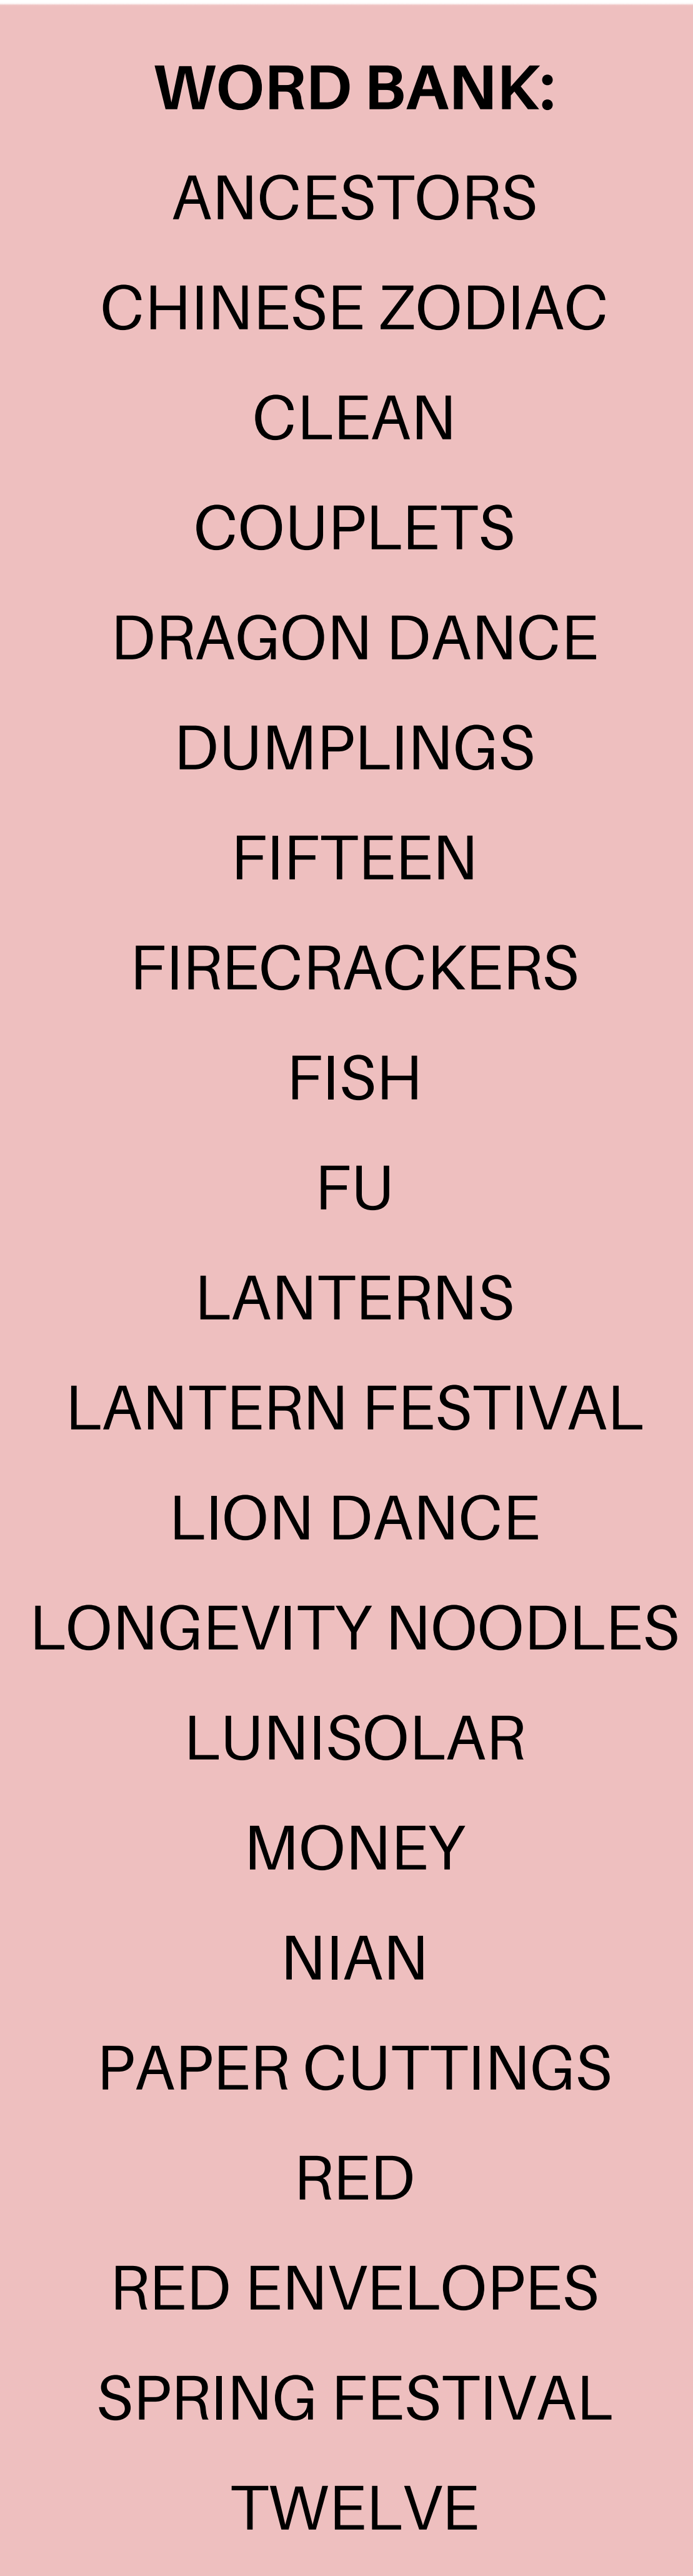 WORD BANK:
ANCESTORS
CHINESE ZODIAC
CLEAN
COUPLETS
DRAGON DANCE
DUMPLINGS
FIFTEEN
FIRECRACKERS
FISH
FU
LANTERNS
LANTERN FESTIVAL
LION DANCE
LONGEVITY NOODLES
LUNISOLAR
MONEY
NIAN
PAPER CUTTINGS
RED
RED ENVELOPES
SPRING FESTIVAL
TWELVE